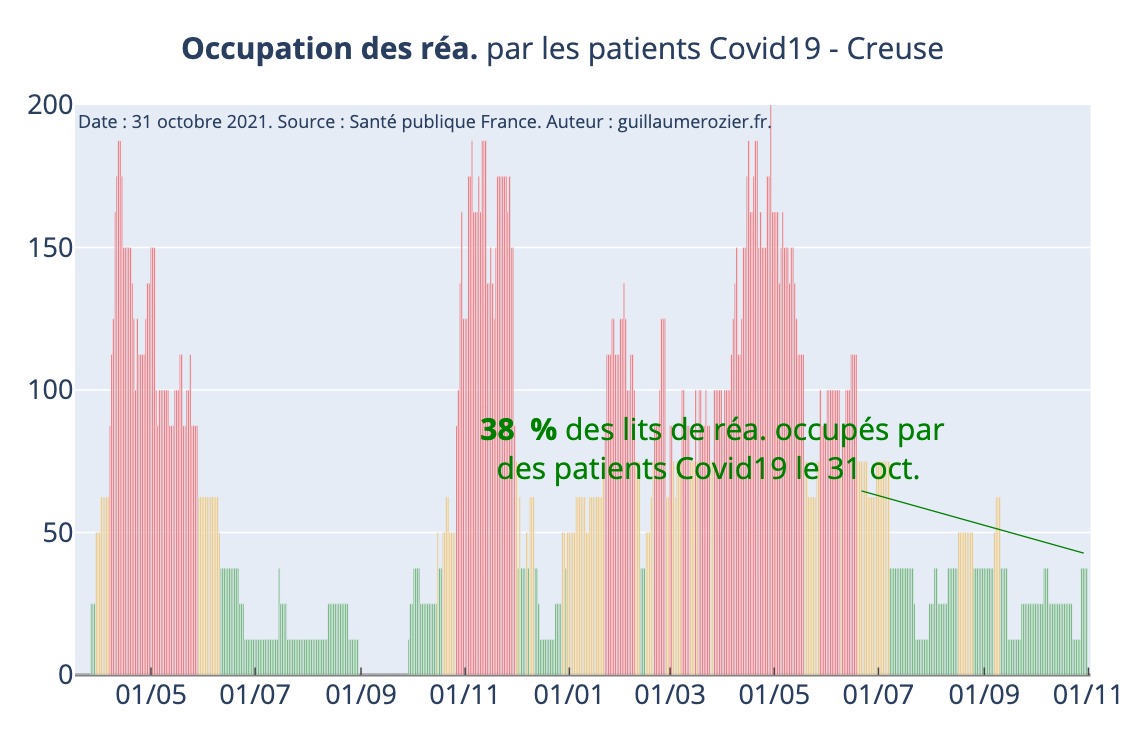 Occupation des réa. par les patients Covid19 - Creuse
Date : 31 octobre 2021. Source : Santé publique France. Auteur : guillaumerozier.fr.
200
150
100
50
0
38 % des lits de réa. occupés par
des patients Covid19 le 31 oct.
01/05 01/07 01/09 01/11 01/01 01/03 01/05 01/07 01/09 01/11